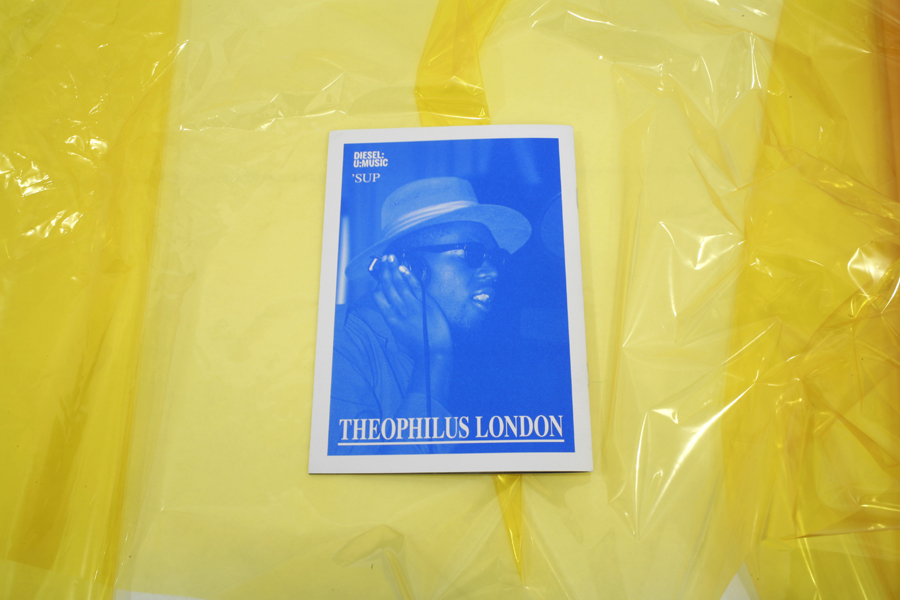 DIESEL:
U:MUSIC
'SUP
THEOPHILUS LONDON